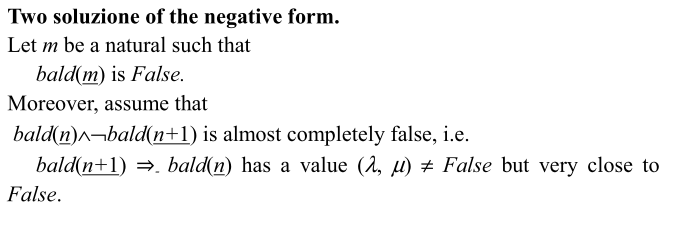 Two soluzione of the negative form.
Let m be a natural such that
bald(m) is False.
Moreover, assume that
bald(n)∧¬bald(n+1) is almost completely false, i.e.
bald(n+1) ⇒- bald(n) has a value (λ, μ) ≠ False but very close to
False.